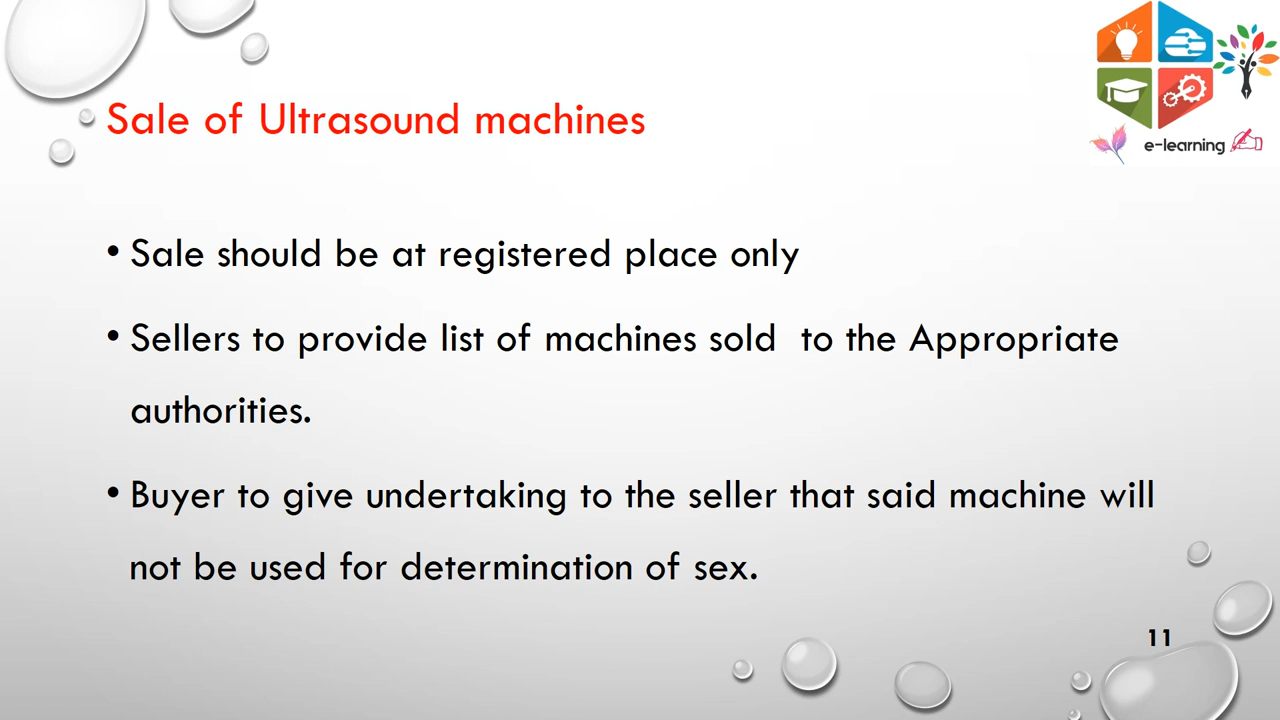 e-learning
Sale of Ultrasound machines
• Sale should be at registered place only
• Sellers to provide list of machines sold to the Appropriate
authorities.
• Buyer to give undertaking to the seller that said machine will
not be used for determination of sex.
11